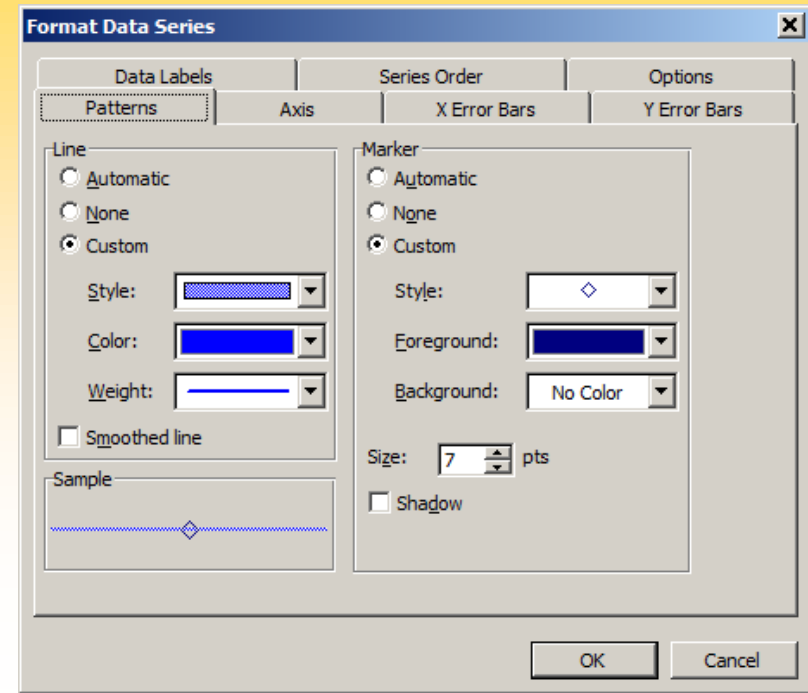 Format Data Series
Data Labels Series Order Options
Patterns Axis X Error Bars Y Error Bars
Line
Automatic
None
Custom
Style:
Color:
Weight:
Smoothed line
Sample
Marker
Automatic
None
Custom
Style:
Foreground:
Background: No Color
Size: 7 pts
Shadow
OK Cancel